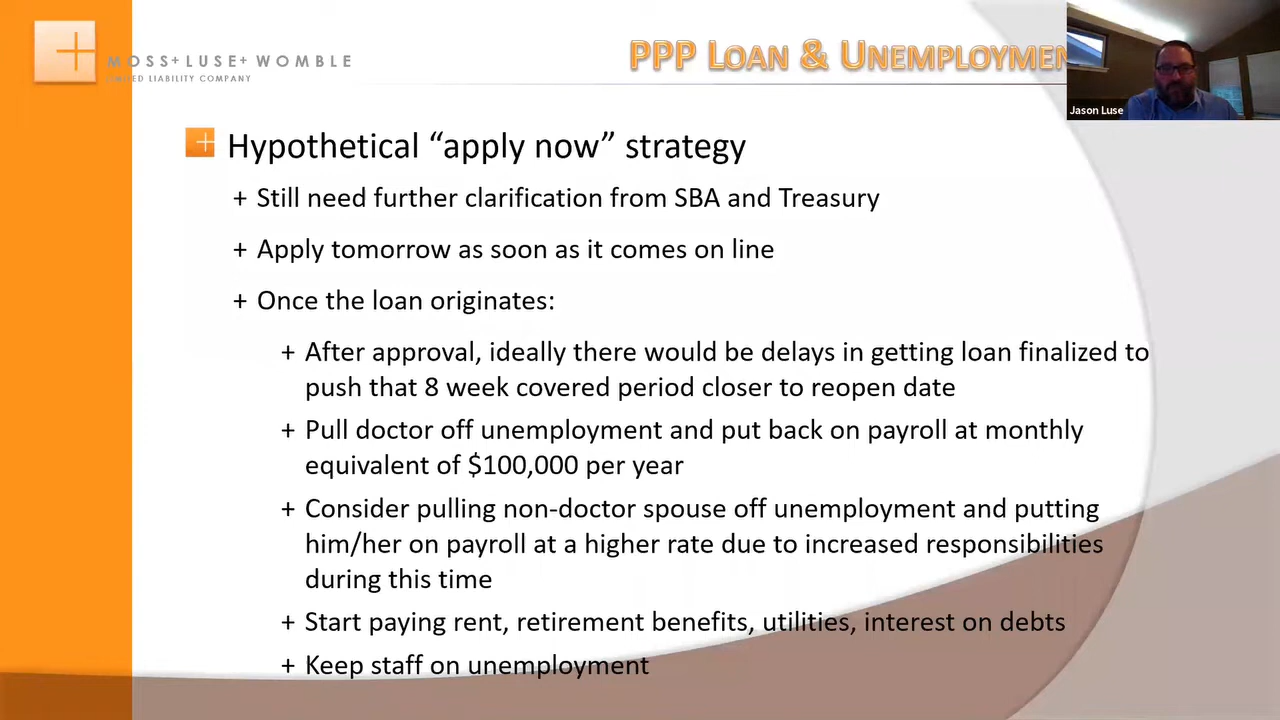 MOSS+LUSE+WOMBLE
LIMITED LIABILITY COMPANY
PPP LOAN & UNEMPLOYMEN
Jason Luse
Hypothetical “apply now” strategy
+ Still need further clarification from SBA and Treasury
+ Apply tomorrow as soon as it comes on line
+ Once the loan originates:
+ After approval, ideally there would be delays in getting loan finalized to
push that 8 week covered period closer to reopen date
+ Pull doctor off unemployment and put back on payroll at monthly
equivalent of $100,000 per year
+ Consider pulling non-doctor spouse off unemployment and putting
him/her on payroll at a higher rate due to increased responsibilities
during this time
+ Start paying rent, retirement benefits, utilities, interest on debts
+ Keep staff on unemployment